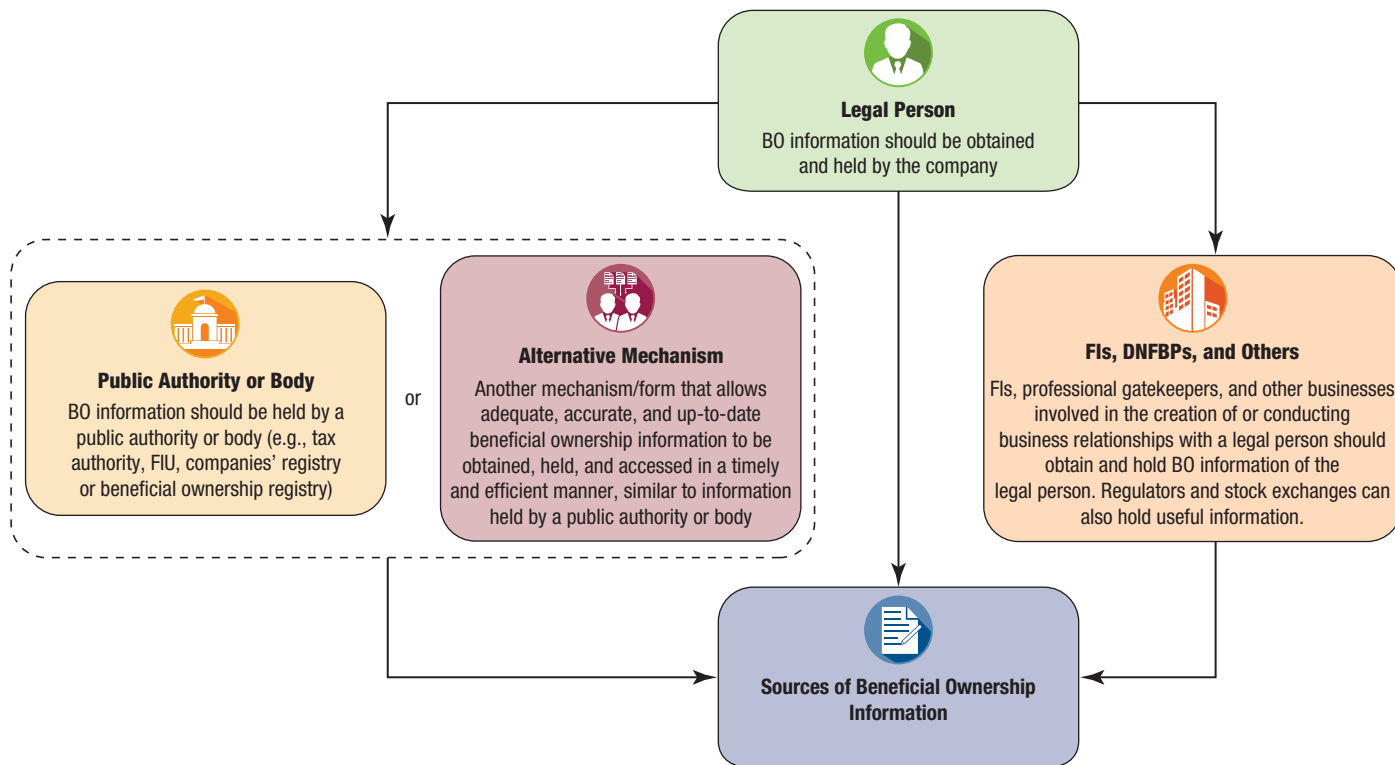 Legal Person
BO information should be obtained
and held by the company
Public Authority or Body
BO information should be held by a
public authority or body (e.g., tax
authority, FIU, companies’ registry
or beneficial ownership registry)
or
Alternative Mechanism
Another mechanism/form that allows
adequate, accurate, and up-to-date
beneficial ownership information to be
obtained, held, and accessed in a timely
and efficient manner, similar to information
held by a public authority or body
FIs, DNFBPs, and Others
FIs, professional gatekeepers, and other businesses
involved in the creation of or conducting
business relationships with a legal person should
obtain and hold BO information of the
legal person. Regulators and stock exchanges can
also hold useful information.
Sources of Beneficial Ownership
Information